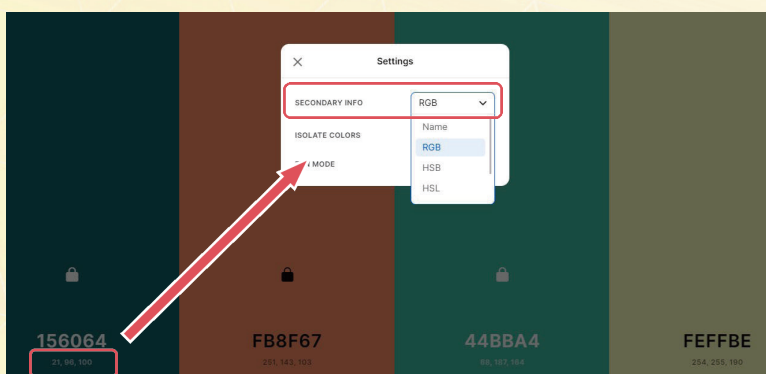 Settings
SECONDARY INFO
RGB
Name
ISOLATE COLORS
RGB
MODE
HSB
HSL
156064
FB8F67
44BBA4
FEFFBE
21, 96, 100
251, 143, 103
68, 187, 164
254, 255, 190